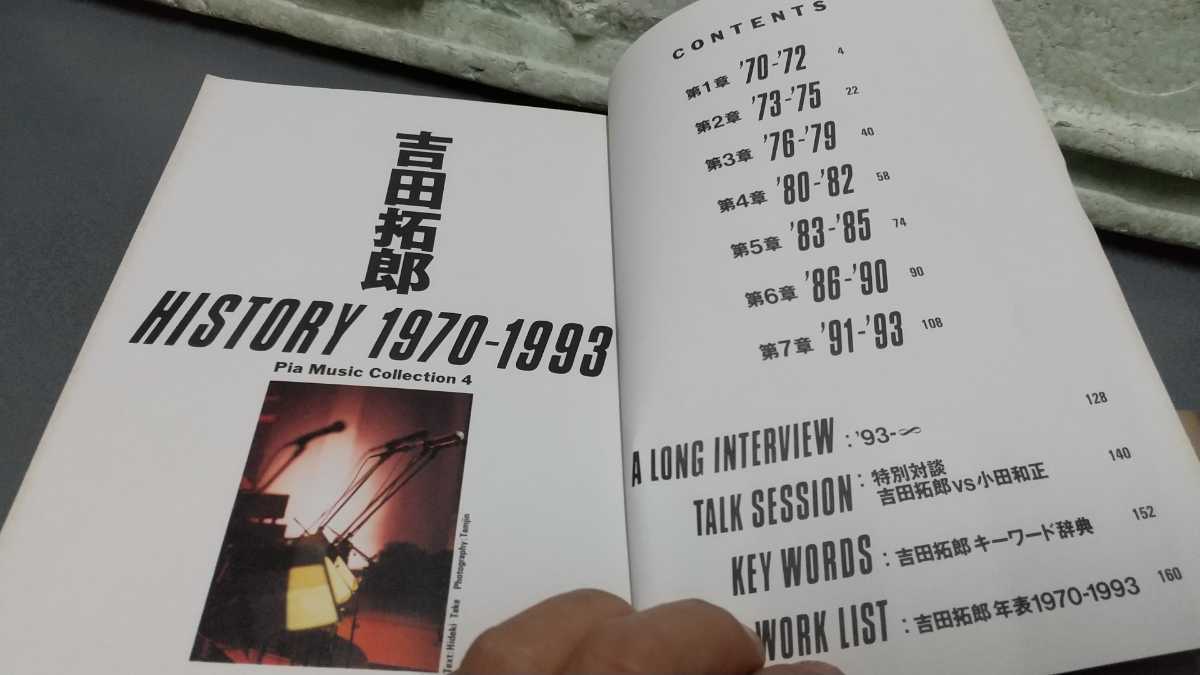 吉田拓郎
HISTORY 1970-1993
Pia Music Collection 4
Text:Hideki Take Photography:Tamjin
CONTENTS
第1章 '70-'72 4
第2章 '73-'75 22
第3章 '76-'79 40
第4章 '80-'82 58
第5章 '83-'85 74
第6章 '86-'90 90
第7章 '91-'93 108
A LONG INTERVIEW : '93-∞ 128
TALK SESSION : 特別対談 140
吉田拓郎vs小田和正
KEY WORDS : 吉田拓郎キーワード辞典 152
WORK LIST : 吉田拓郎年表1970-1993 160